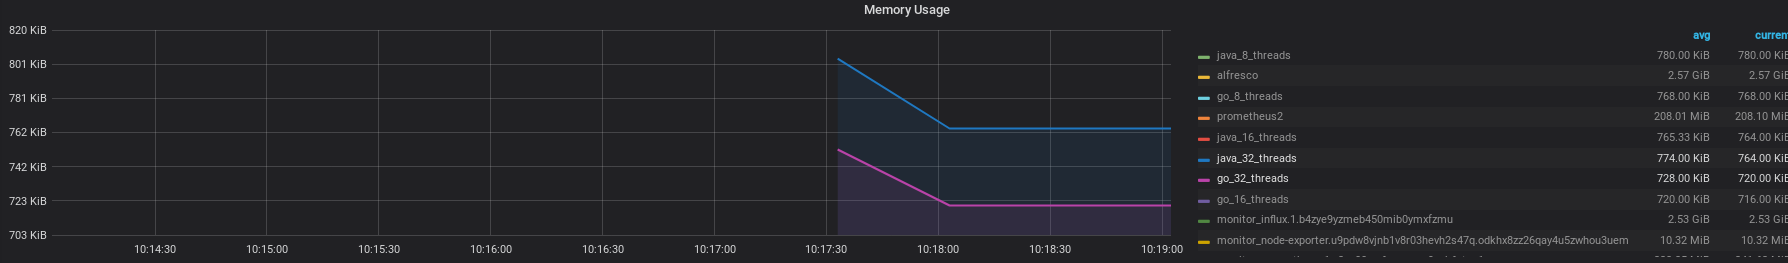 Memory Usage
820 KiB
801 KiB
781 KiB
762 KiB
742 KiB
723 KiB
703 KiB
10:14:30 10:15:00 10:15:30 10:16:00 10:16:30 10:17:00 10:17:30 10:18:00 10:18:30 10:19:00
avg curren
java_8_threads 780.00 KiB 780.00 KiB
alfresco 2.57 GiB 2.57 GiB
go_8_threads 768.00 KiB 768.00 KiB
prometheus2 208.01 MiB 208.10 MiB
java_16_threads 765.33 KiB 764.00 KiB
java_32_threads 774.00 KiB 764.00 KiB
go_32_threads 728.00 KiB 720.00 KiB
go_16_threads 720.00 KiB 716.00 KiB
monitor_influx.1.b4zye9yzmeb450mib0ymxfzmu 2.53 GiB 2.53 GiB
monitor_node-exporter.u9pdw8vjnb1v8r03hevh2s47q.odkhx8zz26qay4u5zwhou3uem 10.32 MiB 10.32 MiB